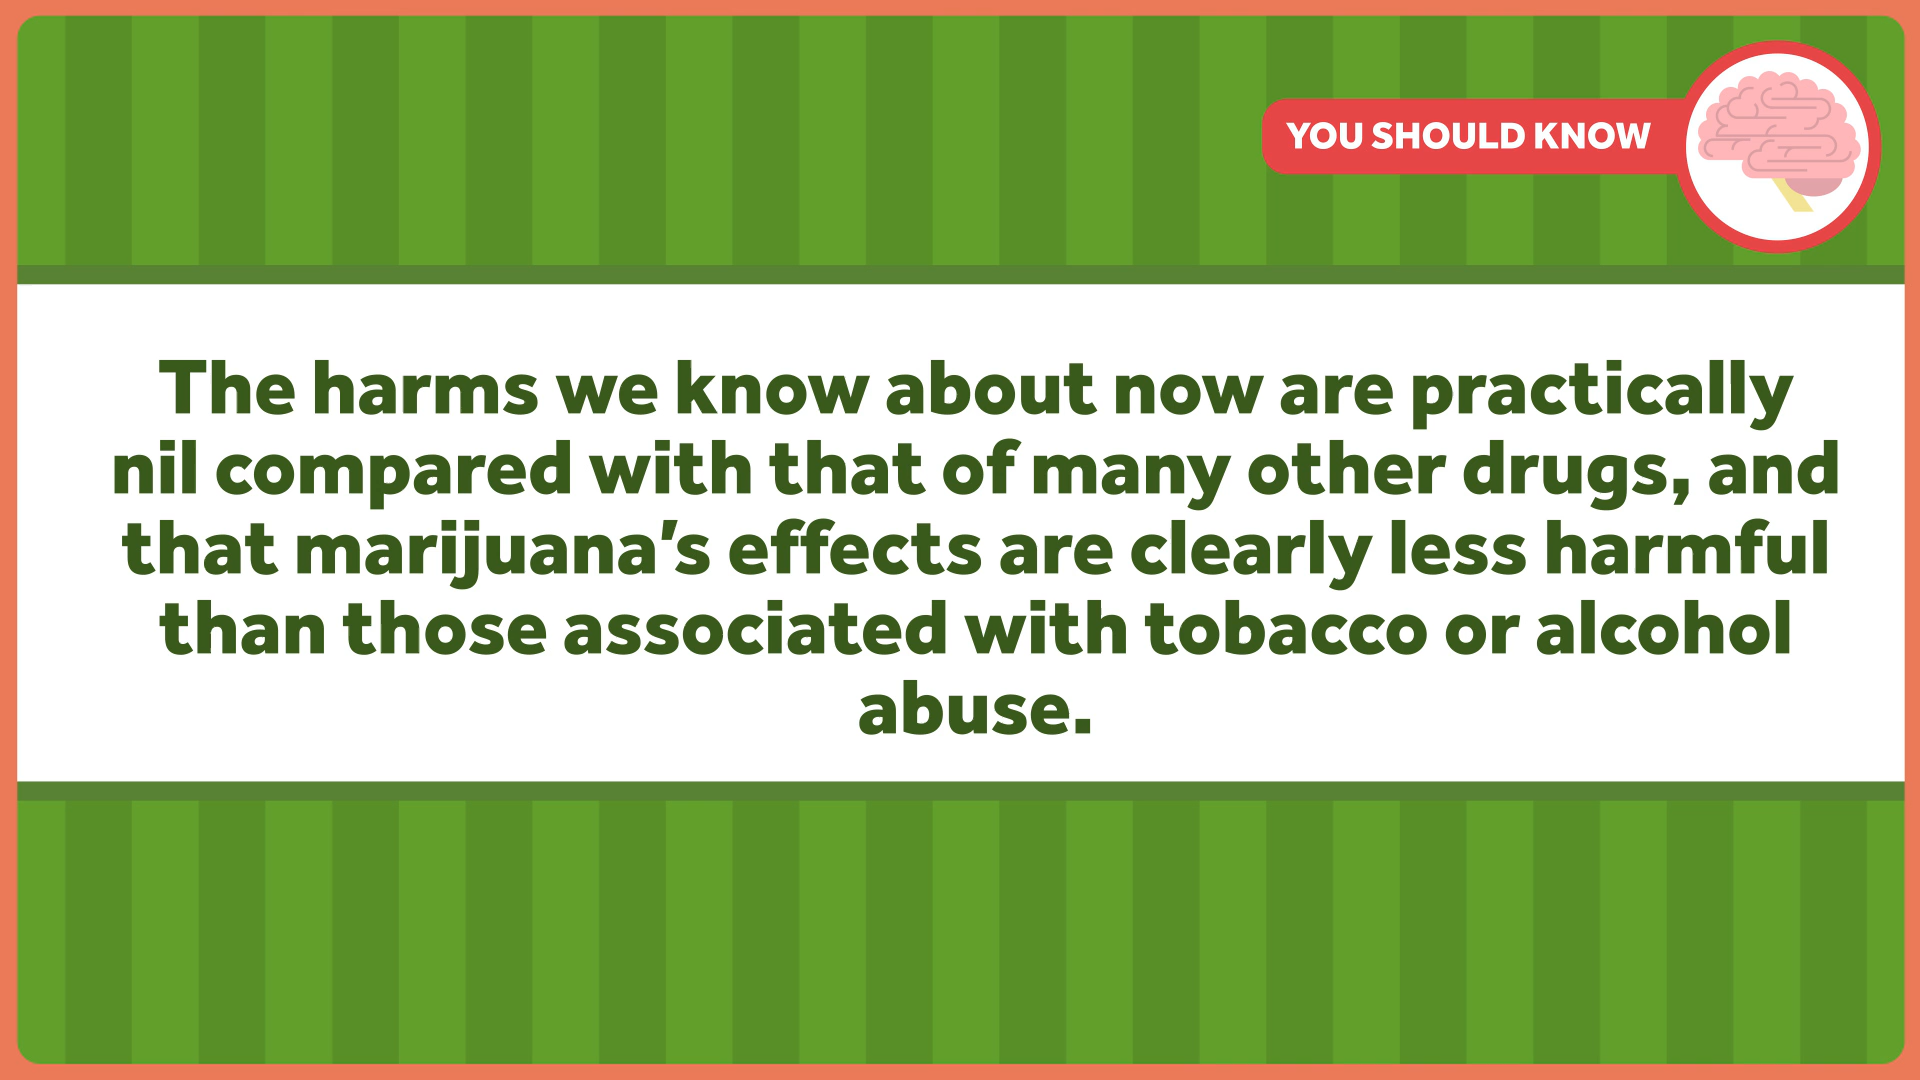 YOU SHOULD KNOW
The harms we know about now are practically
nil compared with that of many other drugs, and
that marijuana's effects are clearly less harmful
than those associated with tobacco or alcohol
abuse.